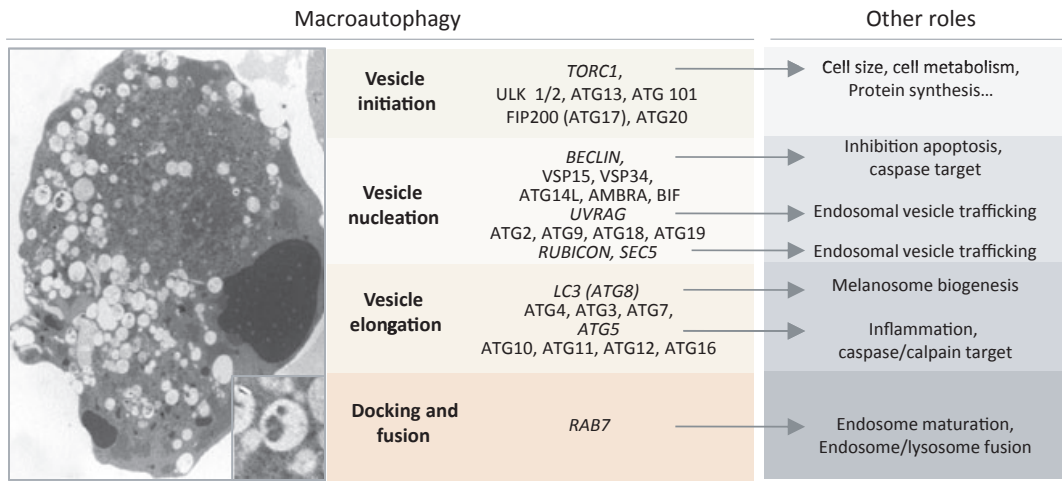 Macroautophagy
Other roles
Vesicle
initiation
TORC1,
ULK 1/2, ATG13, ATG 101
FIP200 (ATG17), ATG20
Cell size, cell metabolism,
Protein synthesis…
Vesicle
nucleation
BECLIN,
VSP15, VSP34,
ATG14L, AMBRA, BIF
UVRAG
ATG2, ATG9, ATG18, ATG19
RUBICON, SEC5
Inhibition apoptosis,
caspase target
Endosomal vesicle trafficking
Endosomal vesicle trafficking
Vesicle
elongation
LC3 (ATG8)
ATG4, ATG3, ATG7,
ATG5
ATG10, ATG11, ATG12, ATG16
Melanosome biogenesis
Inflammation,
caspase/calpain target
Docking and
fusion
RAB7
Endosome maturation,
Endosome/lysosome fusion